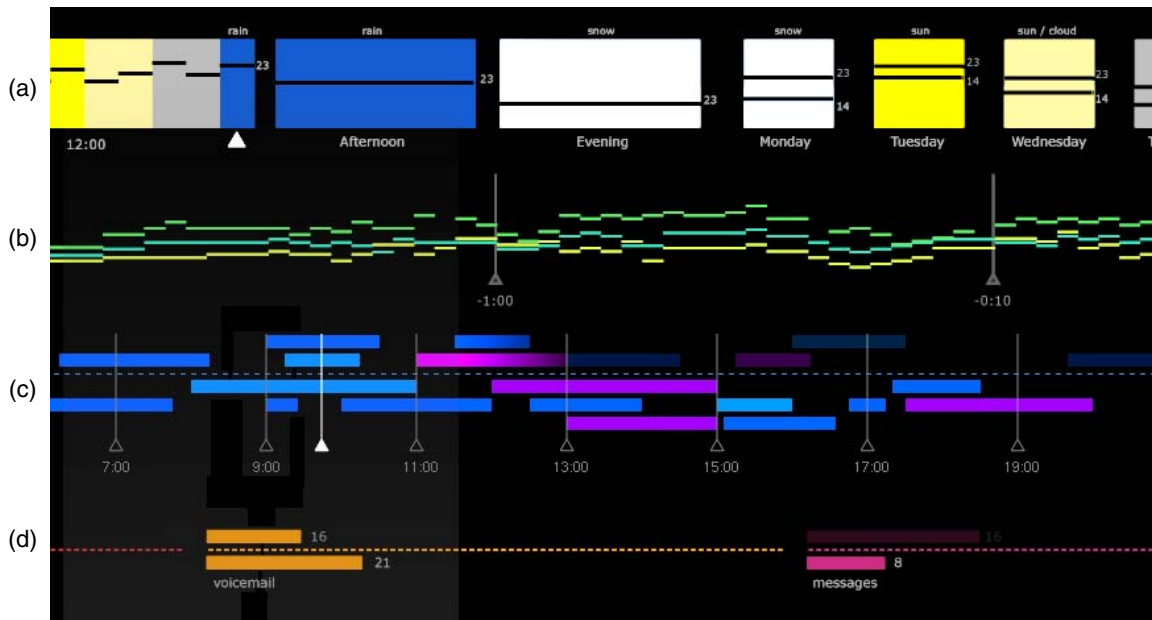 rain rain snow snow sun sun / cloud
(a)
23 23 23 23 14 23 14 23 14
12:00 Afternoon Evening Monday Tuesday Wednesday T
(b)
-1:00 -0:10
(c)
7:00 9:00 11:00 13:00 15:00 17:00 19:00
(d)
16 16
21 8
voicemail messages